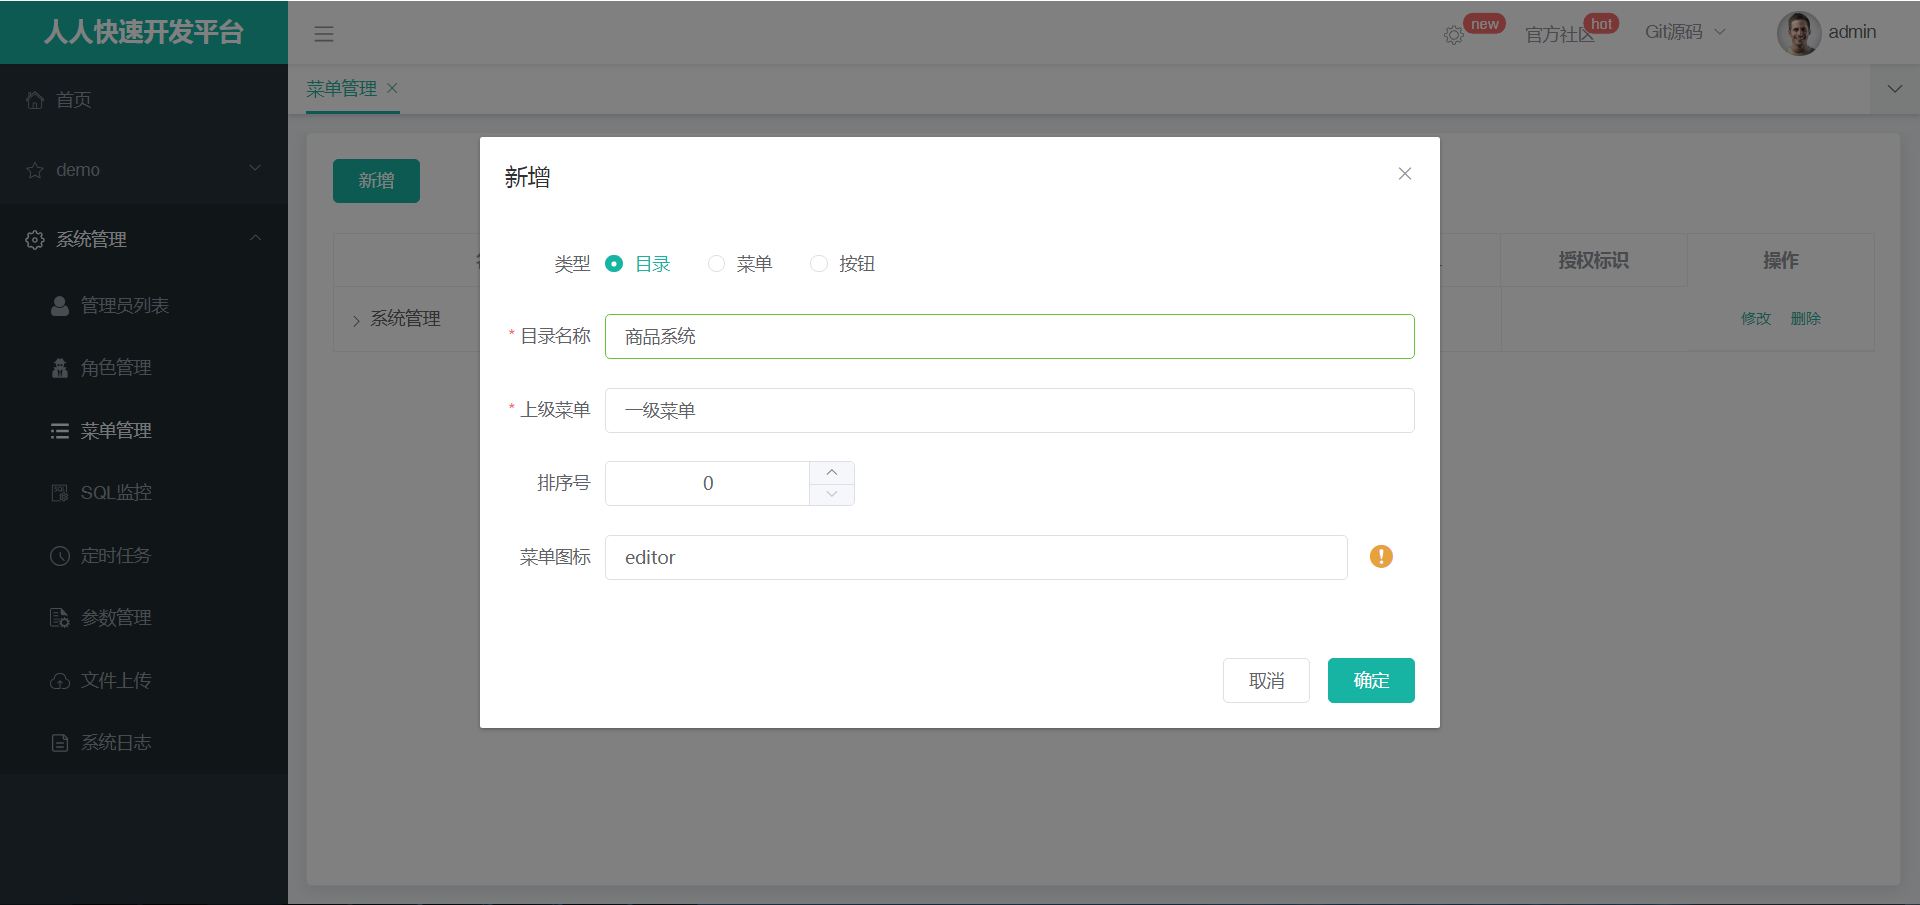 人人快速开发平台
new
官方社区
hot
Git源码
admin
首页
demo
系统管理
管理员列表
角色管理
菜单管理
SQL监控
定时任务
参数管理
文件上传
系统日志
菜单管理
新增
授权标识
操作
系统管理
修改 删除
新增
类型 目录 菜单 按钮
* 目录名称 商品系统
* 上级菜单 一级菜单
排序号 0
菜单图标 editor
取消 确定